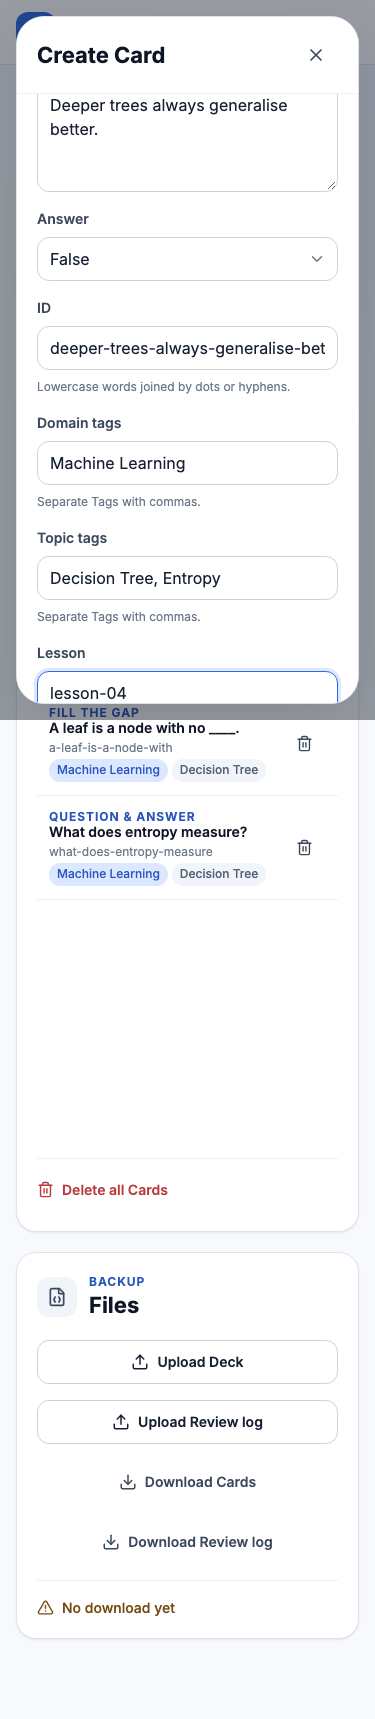 Create Card
Deeper trees always generalise
better.
Answer
False
ID
deeper-trees-always-generalise-bet
Lowercase words joined by dots or hyphens.
Domain tags
Machine Learning
Separate Tags with commas.
Topic tags
Decision Tree, Entropy
Separate Tags with commas.
Lesson
lesson-04
FILL THE GAP
A leaf is a node with no ____.
a-leaf-is-a-node-with
Machine Learning Decision Tree
QUESTION & ANSWER
What does entropy measure?
what-does-entropy-measure
Machine Learning Decision Tree
Delete all Cards
BACKUP
Files
Upload Deck
Upload Review log
Download Cards
Download Review log
No download yet